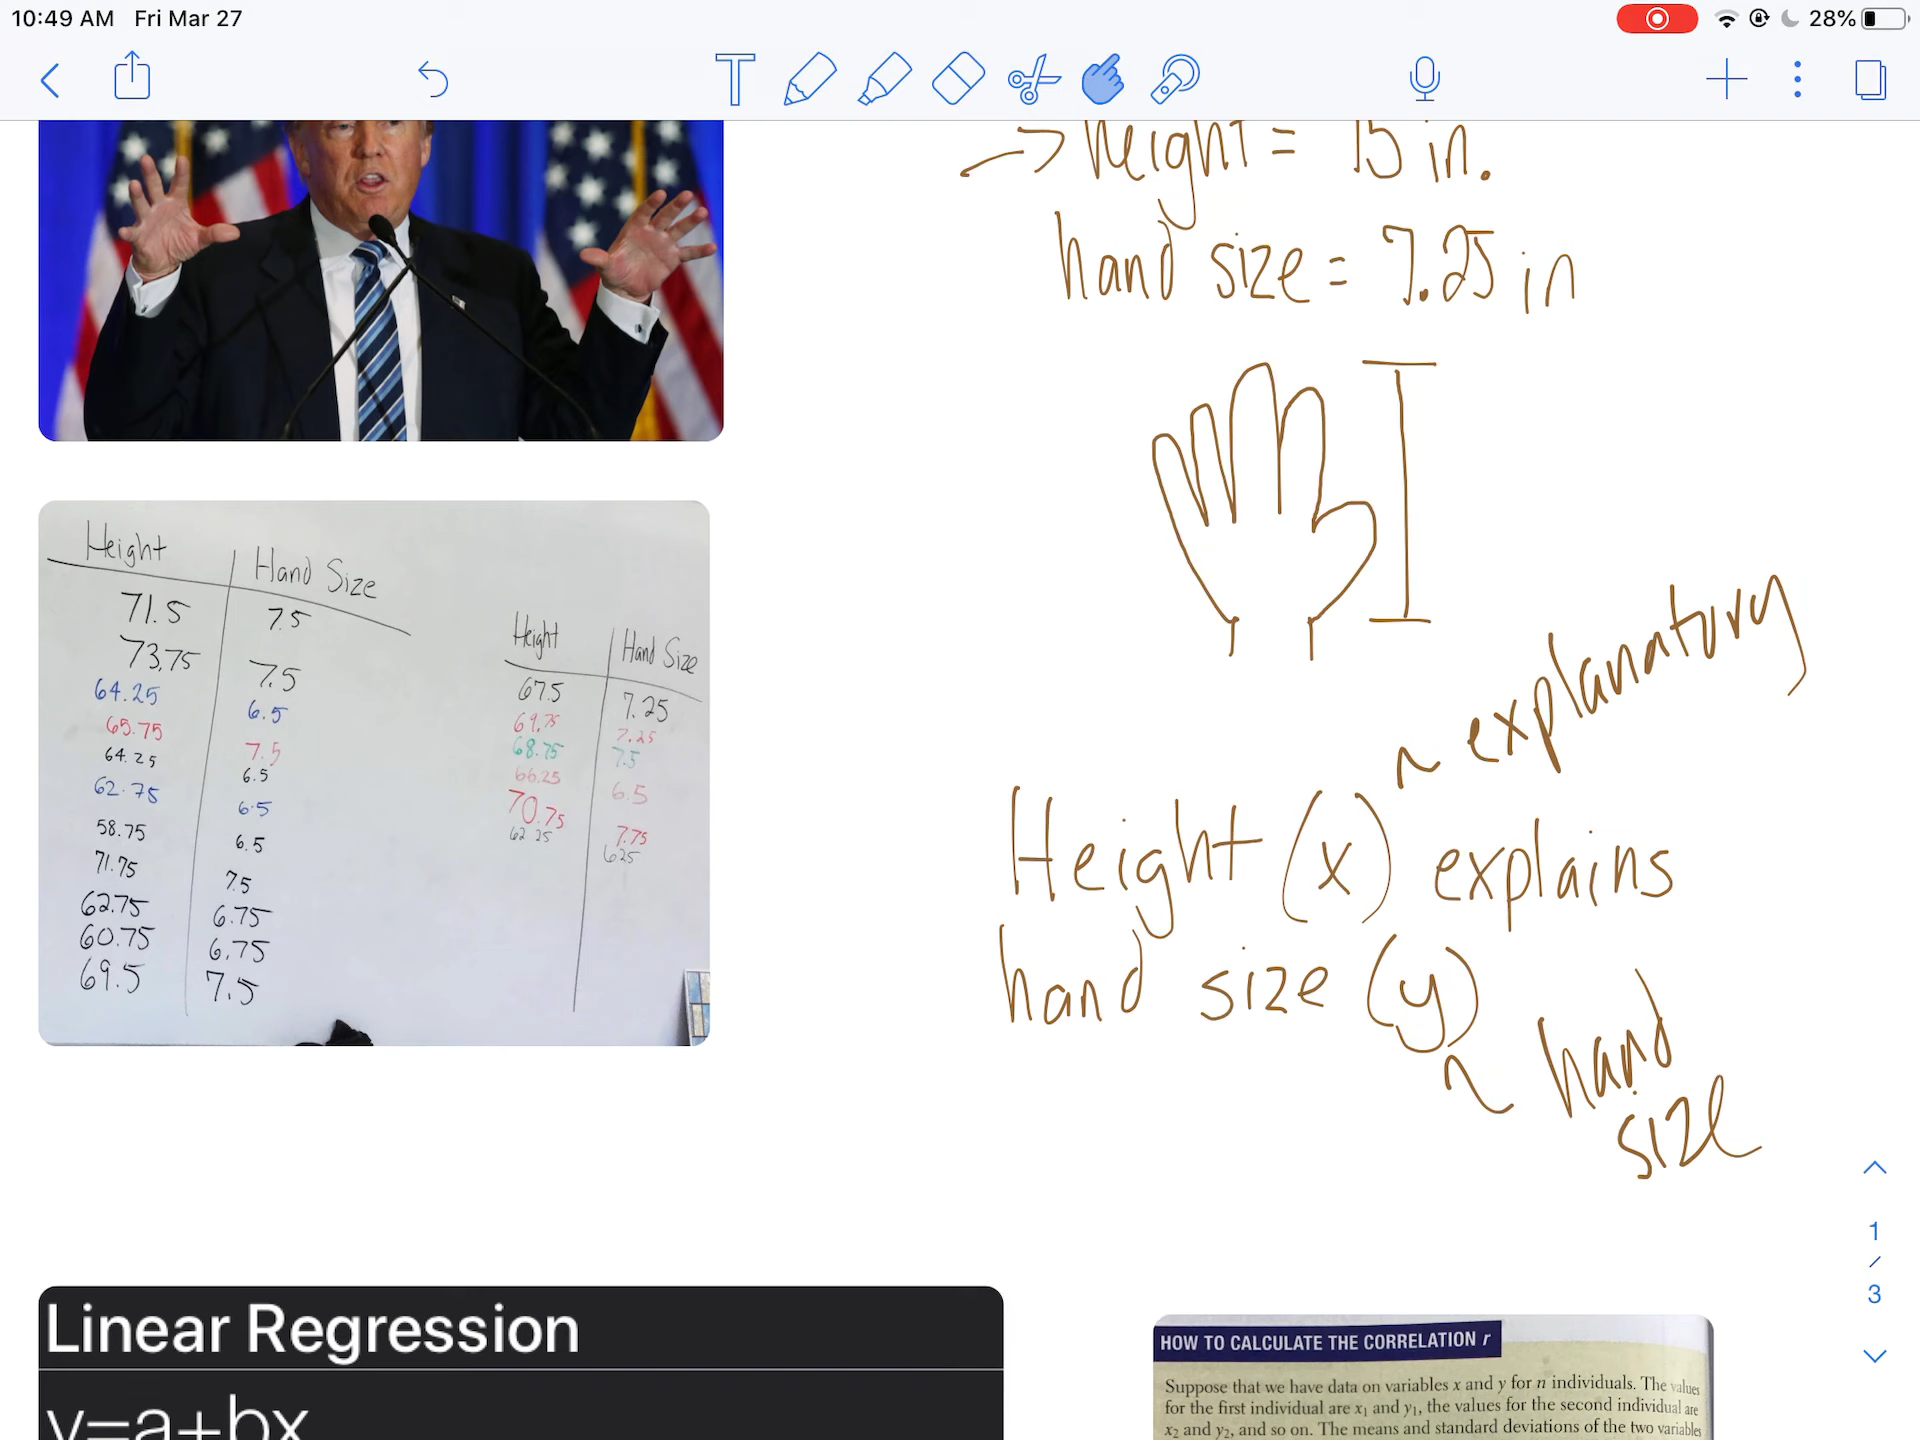 10:49 AM Fri Mar 27
28%
T
→ height = 75 in.
hand size = 7.25 in
Height Hand Size
71.5 7.5
73.75 7.5
64.25 6.5
65.75 7.5
64.25 6.5
62.75 6.5
58.75 6.5
71.75 7.5
62.75 6.75
60.75 6.75
69.5 7.5
Height Hand Size
67.5 7.25
69.75 7.25
68.75 7.5
66.25 6.5
70.75 7.75
62.25 6.25
~ explanatory
Height (x) explains
hand size (y)
~ hand
size
1
/
3
Linear Regression
y=a+bx
HOW TO CALCULATE THE CORRELATION r
Suppose that we have data on variables x and y for n individuals. The values
for the first individual are x₁ and y₁, the values for the second individual are
x₂ and y₂, and so on. The means and standard deviations of the two variables